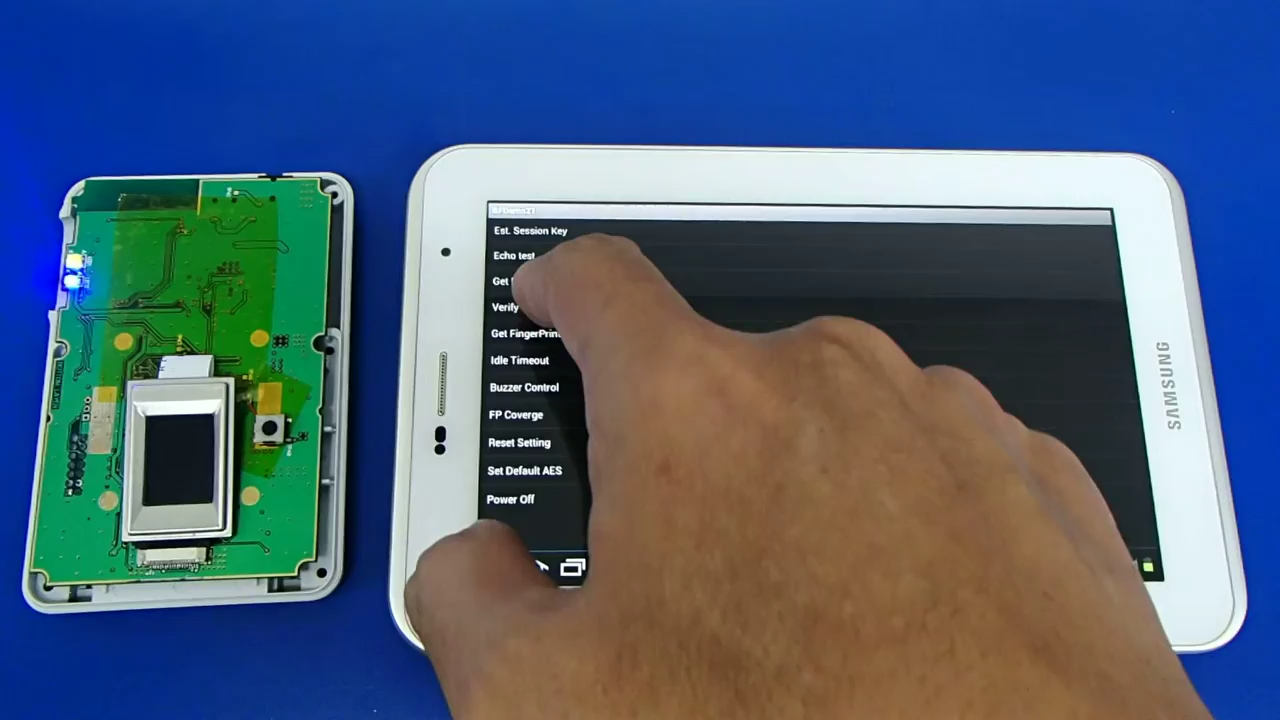 Est. Session Key
Echo test
Get
Verify
Get FingerPrint
Idle Timeout
Buzzer Control
FP Coverge
Reset Setting
Set Default AES
Power Off
SAMSUNG